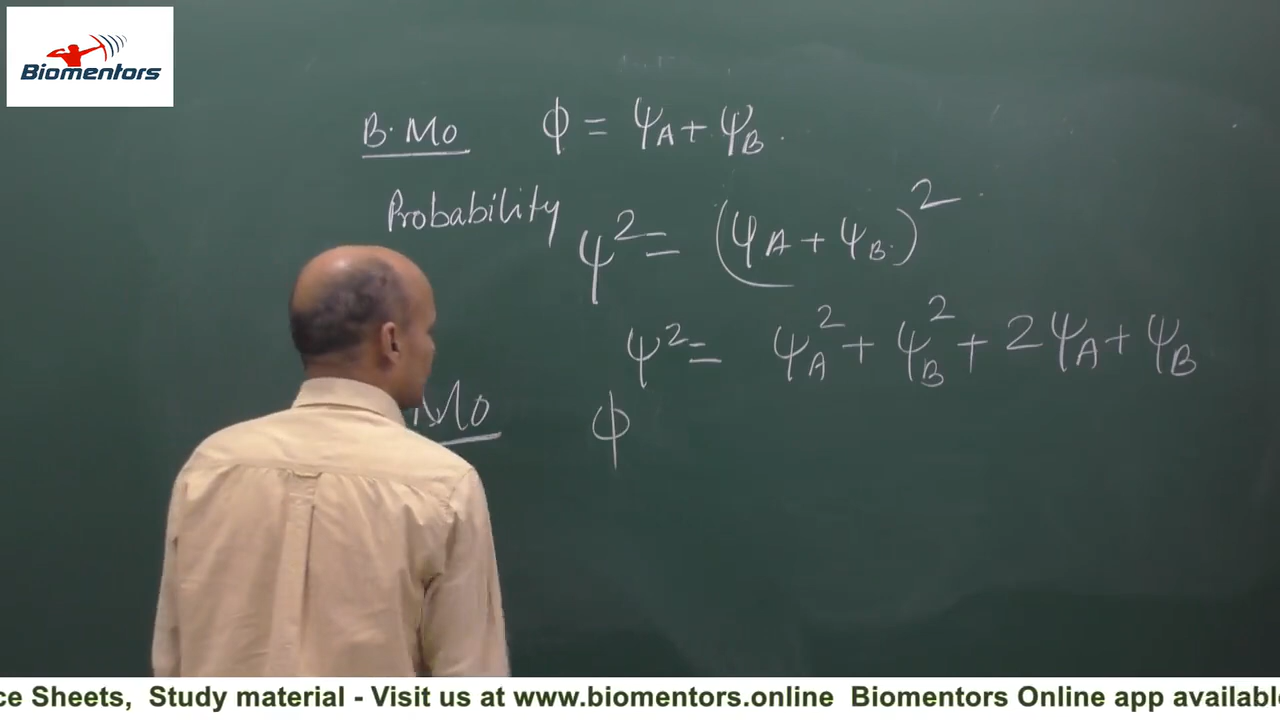 Biomentors
B. Mo ϕ = ψA + ψB.
Probability
ψ² = (ψA + ψB.)²
ψ² = ψA² + ψB² + 2ψA + ψB
Mo ϕ
ce Sheets, Study material - Visit us at www.biomentors.online Biomentors Online app available